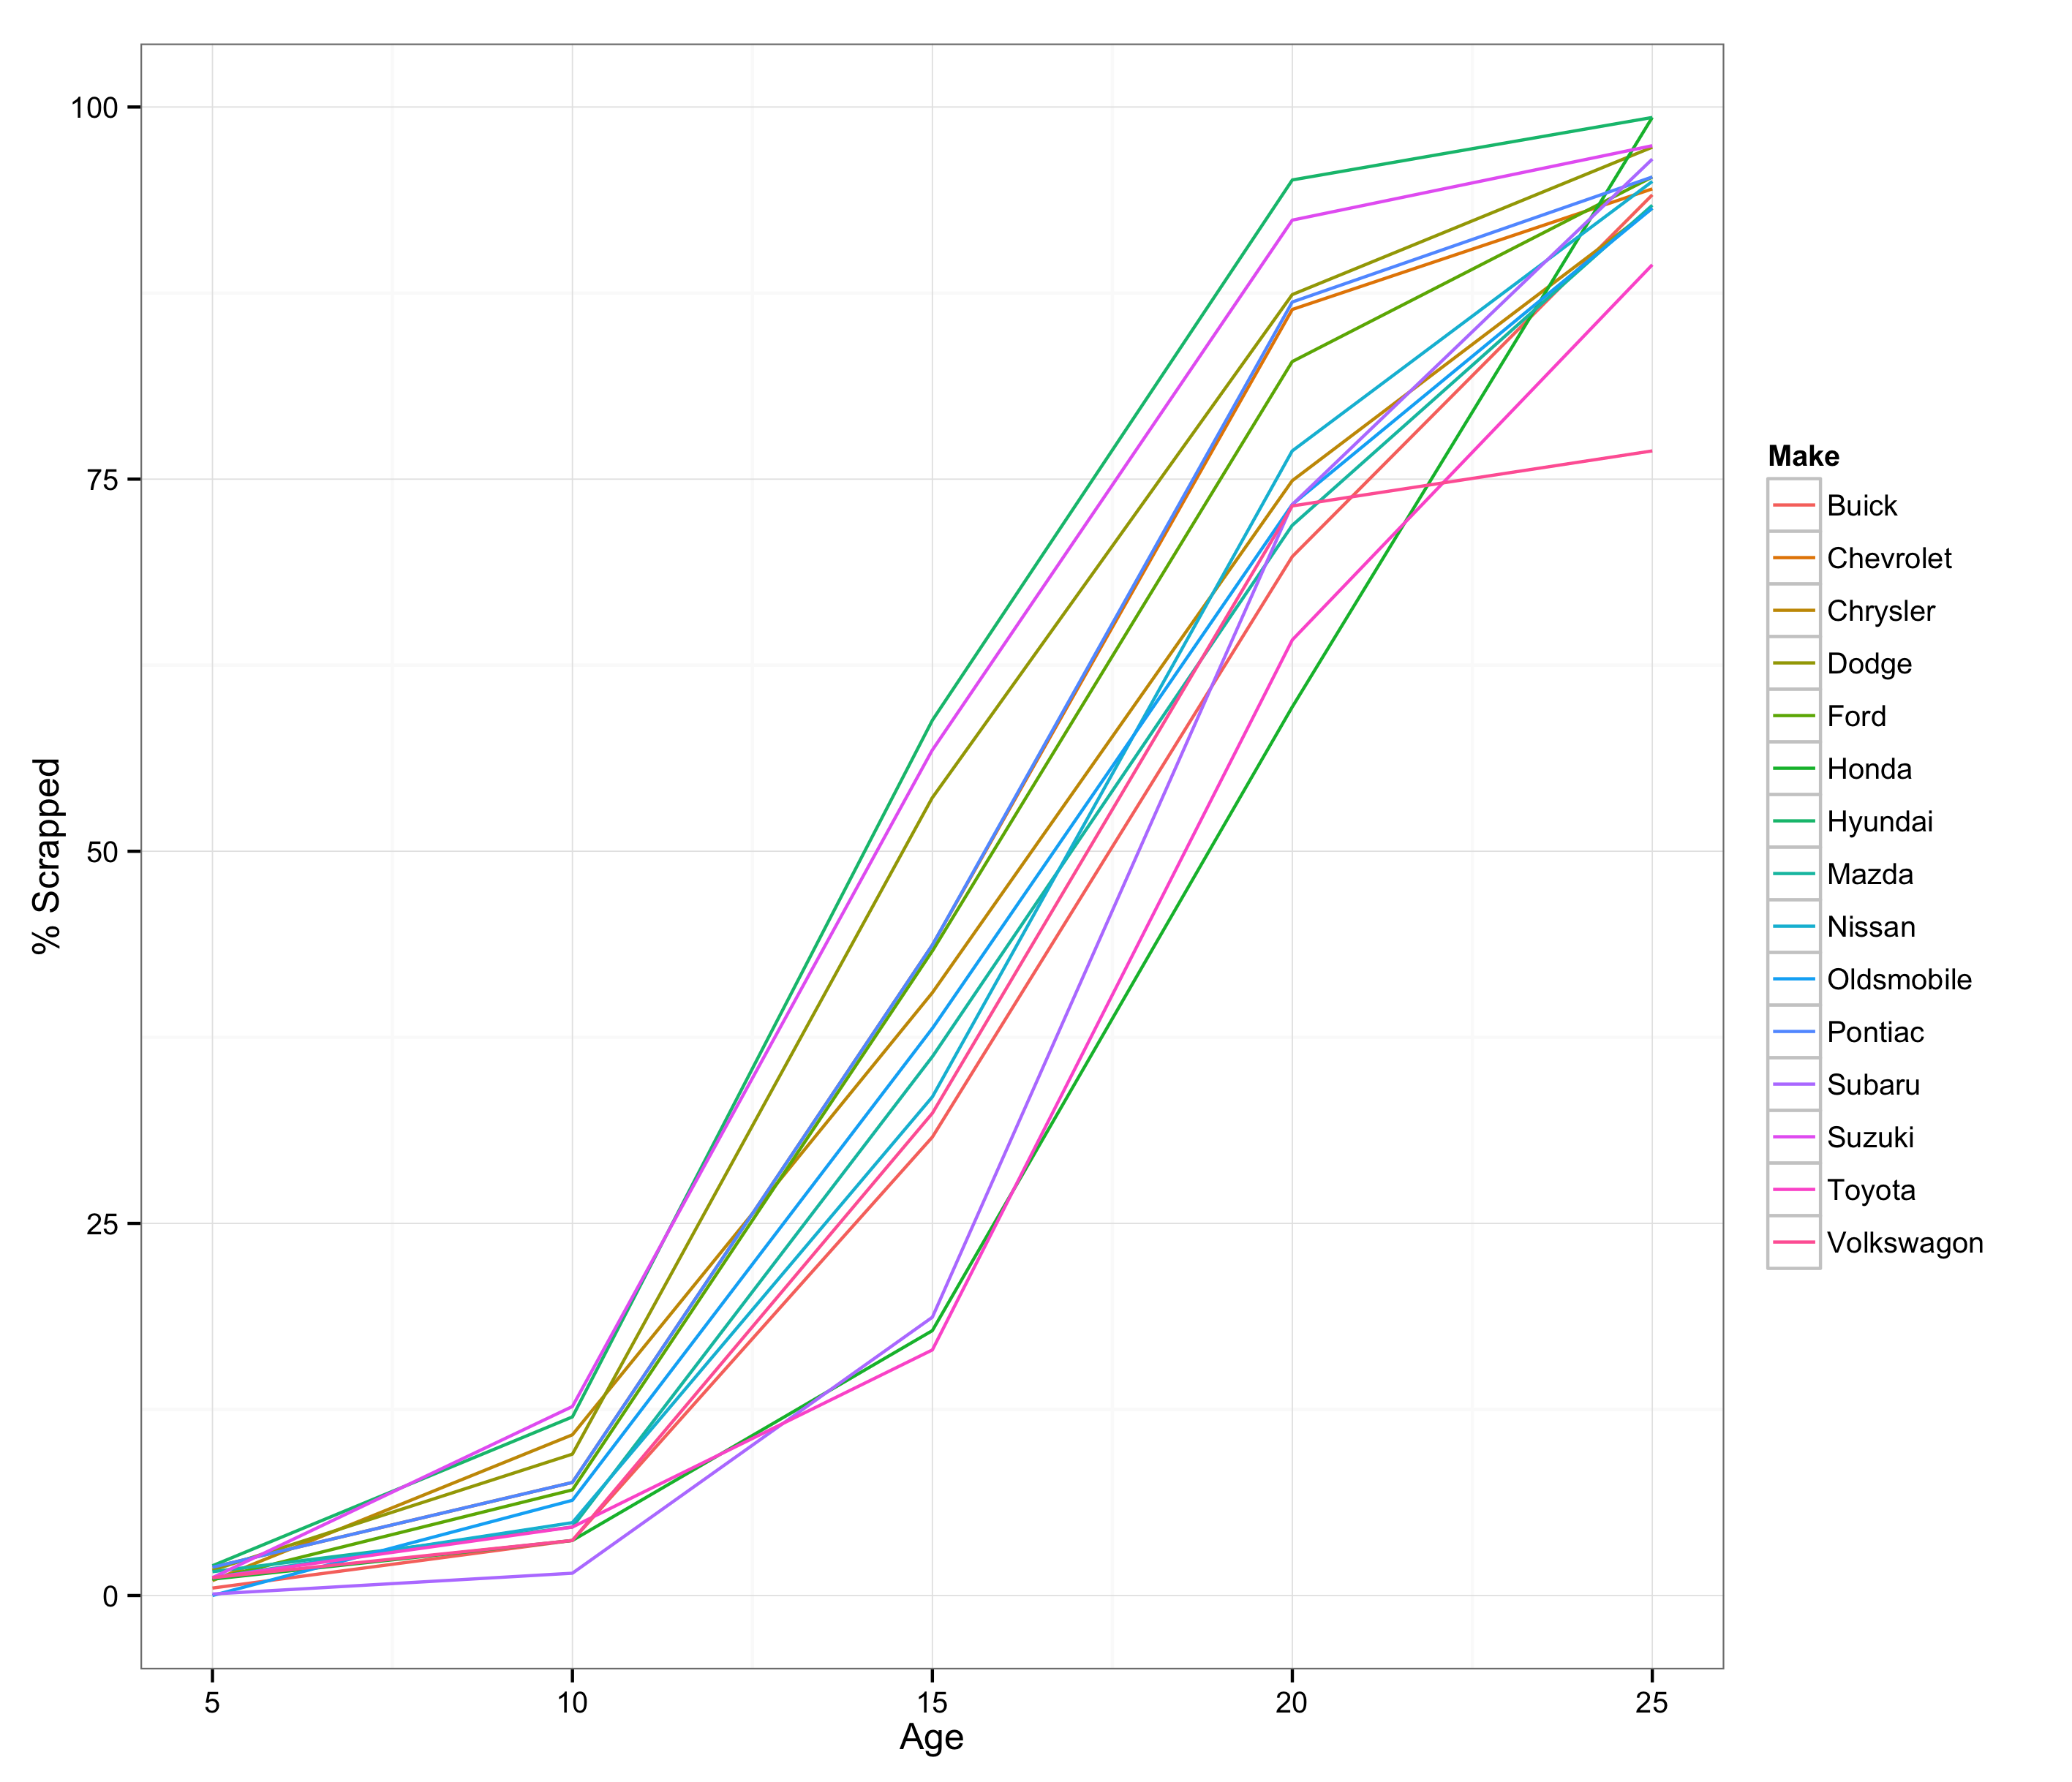 100
75
50
25
0
% Scrapped
5 10 15 20 25
Age
Make
Buick
Chevrolet
Chrysler
Dodge
Ford
Honda
Hyundai
Mazda
Nissan
Oldsmobile
Pontiac
Subaru
Suzuki
Toyota
Volkswagon